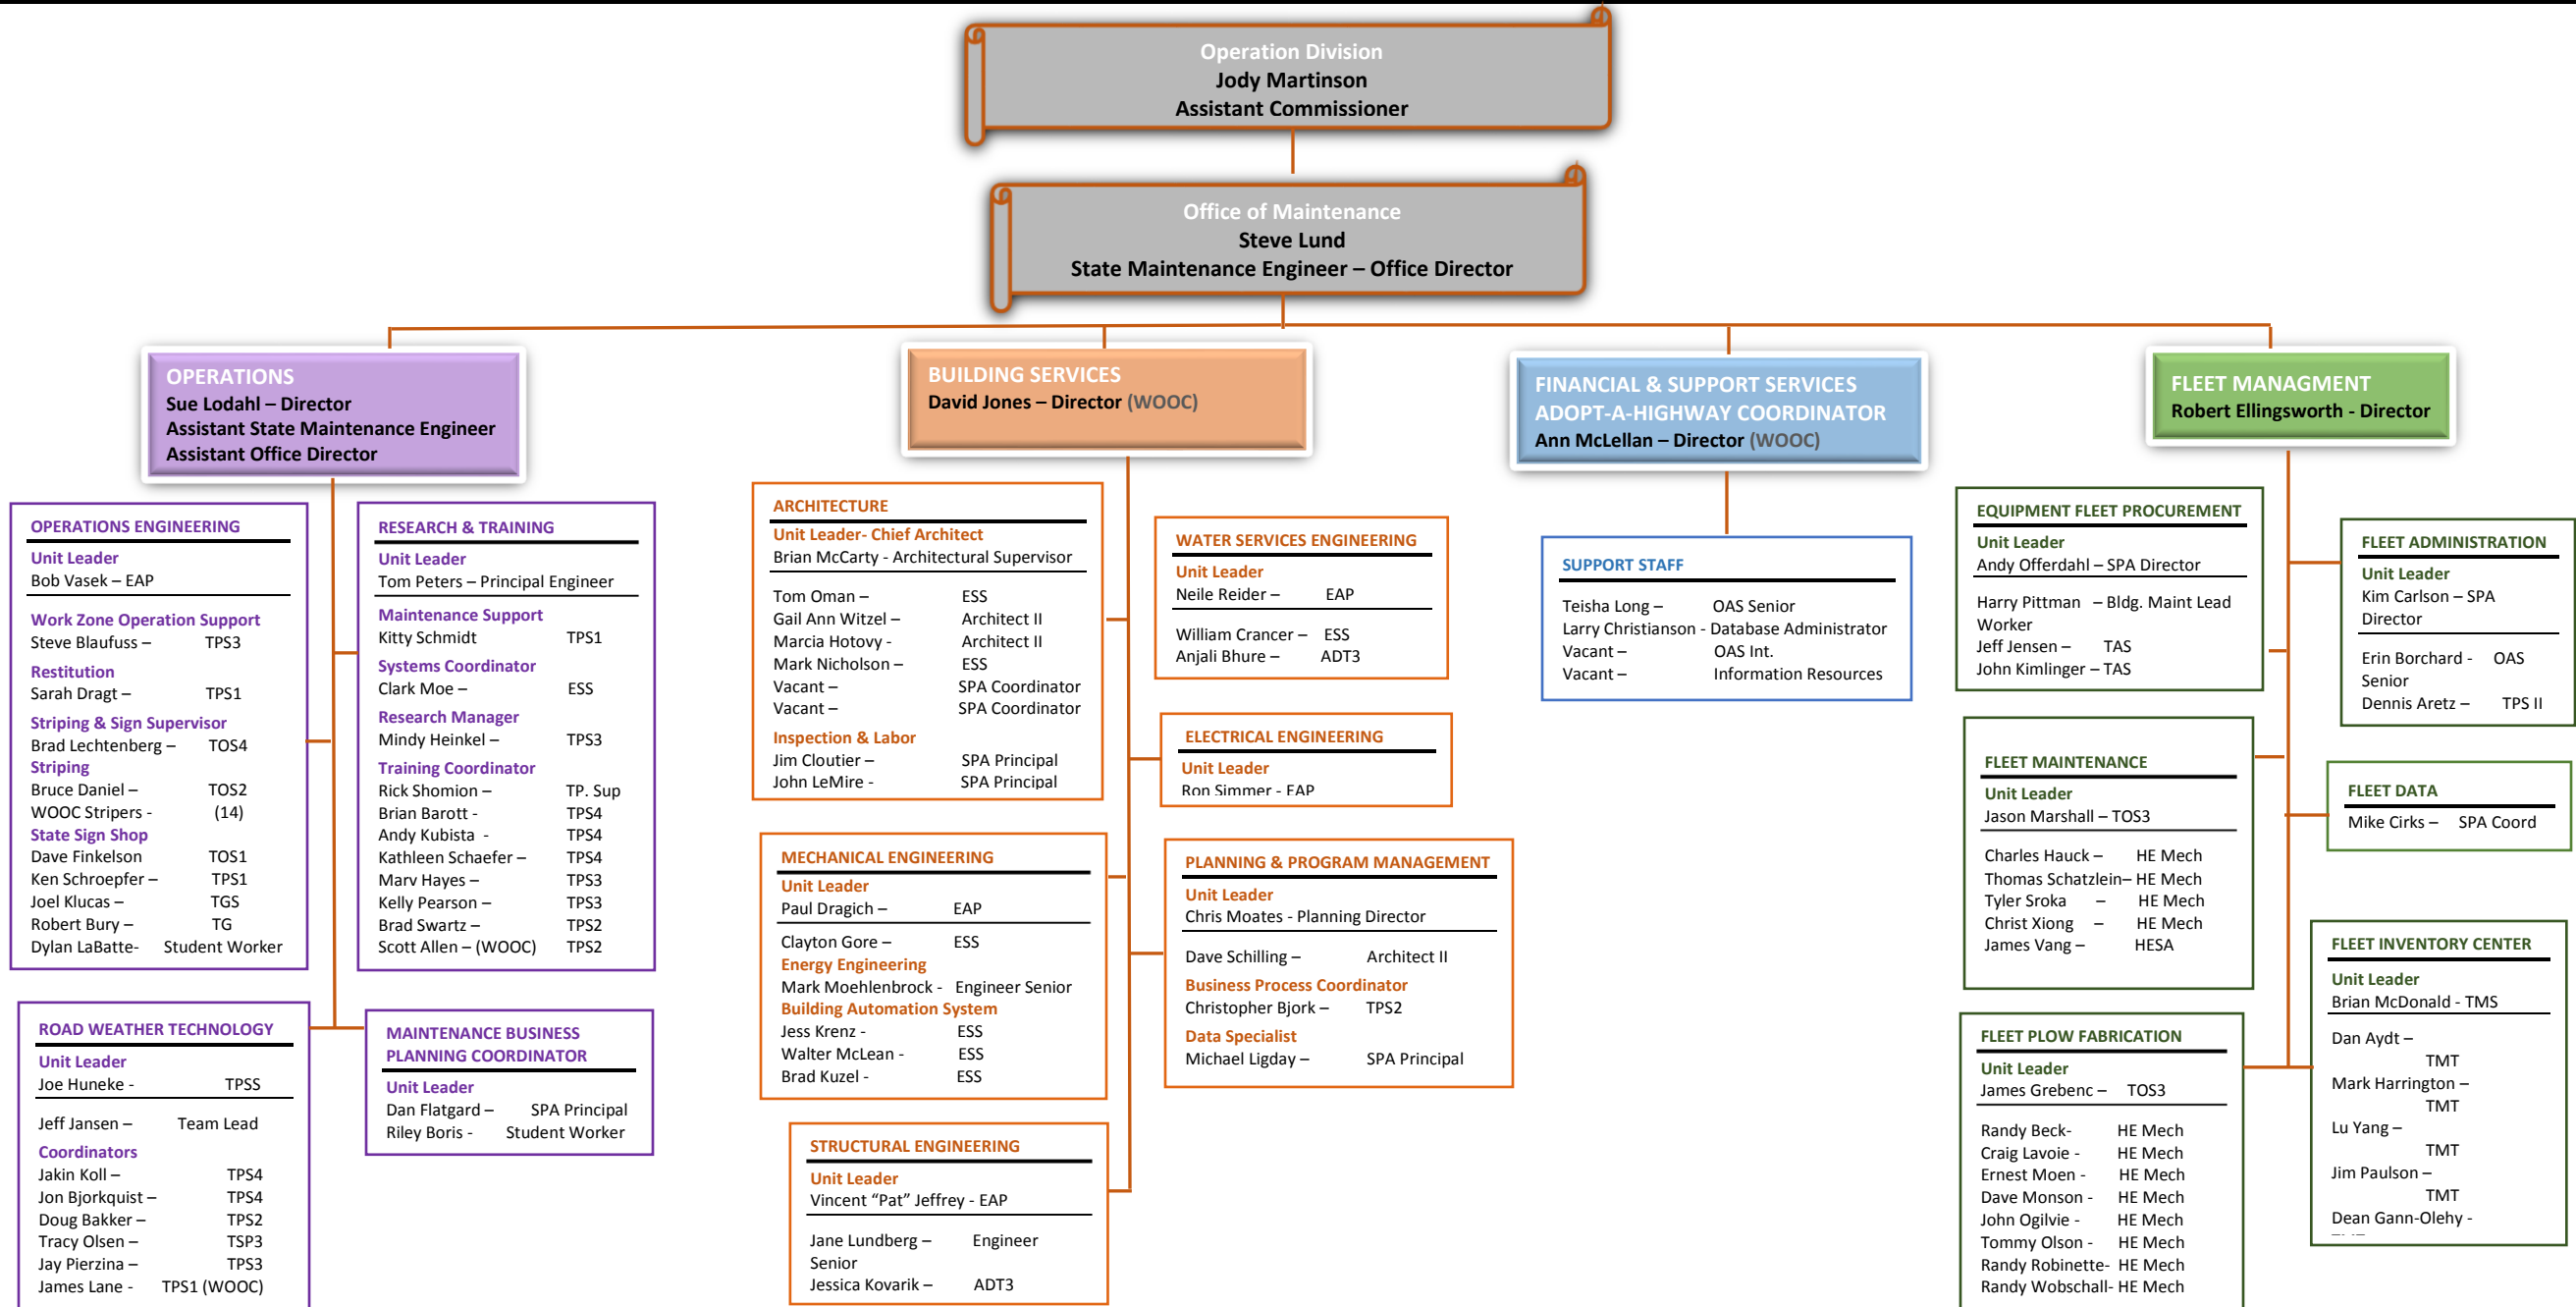 Operation Division
Jody Martinson
Assistant Commissioner
Office of Maintenance
Steve Lund
State Maintenance Engineer – Office Director
OPERATIONS
Sue Lodahl – Director
Assistant State Maintenance Engineer
Assistant Office Director
BUILDING SERVICES
David Jones – Director (WOOC)
FINANCIAL & SUPPORT SERVICES
ADOPT-A-HIGHWAY COORDINATOR
Ann McLellan – Director (WOOC)
FLEET MANAGMENT
Robert Ellingsworth - Director
OPERATIONS ENGINEERING
Unit Leader
Bob Vasek – EAP
Work Zone Operation Support
Steve Blaufuss – TPS3
Restitution
Sarah Dragt – TPS1
Striping & Sign Supervisor
Brad Lechtenberg – TOS4
Striping
Bruce Daniel – TOS2
WOOC Stripers - (14)
State Sign Shop
Dave Finkelson TOS1
Ken Schroepfer – TPS1
Joel Klucas – TGS
Robert Bury – TG
Dylan LaBatte- Student Worker
RESEARCH & TRAINING
Unit Leader
Tom Peters – Principal Engineer
Maintenance Support
Kitty Schmidt TPS1
Systems Coordinator
Clark Moe – ESS
Research Manager
Mindy Heinkel – TPS3
Training Coordinator
Rick Shomion – TP. Sup
Brian Barott - TPS4
Andy Kubista - TPS4
Kathleen Schaefer – TPS4
Marv Hayes – TPS3
Kelly Pearson – TPS3
Brad Swartz – TPS2
Scott Allen – (WOOC) TPS2
ROAD WEATHER TECHNOLOGY
Unit Leader
Joe Huneke - TPSS
Jeff Jansen – Team Lead
Coordinators
Jakin Koll – TPS4
Jon Bjorkquist – TPS4
Doug Bakker – TPS2
Tracy Olsen – TSP3
Jay Pierzina – TPS3
James Lane - TPS1 (WOOC)
MAINTENANCE BUSINESS
PLANNING COORDINATOR
Unit Leader
Dan Flatgard – SPA Principal
Riley Boris - Student Worker
ARCHITECTURE
Unit Leader- Chief Architect
Brian McCarty - Architectural Supervisor
Tom Oman – ESS
Gail Ann Witzel – Architect II
Marcia Hotovy - Architect II
Mark Nicholson – ESS
Vacant – SPA Coordinator
Vacant – SPA Coordinator
Inspection & Labor
Jim Cloutier – SPA Principal
John LeMire - SPA Principal
WATER SERVICES ENGINEERING
Unit Leader
Neile Reider – EAP
William Crancer – ESS
Anjali Bhure – ADT3
ELECTRICAL ENGINEERING
Unit Leader
Ron Simmer - EAP
MECHANICAL ENGINEERING
Unit Leader
Paul Dragich – EAP
Clayton Gore – ESS
Energy Engineering
Mark Moehlenbrock - Engineer Senior
Building Automation System
Jess Krenz - ESS
Walter McLean - ESS
Brad Kuzel - ESS
PLANNING & PROGRAM MANAGEMENT
Unit Leader
Chris Moates - Planning Director
Dave Schilling – Architect II
Business Process Coordinator
Christopher Bjork – TPS2
Data Specialist
Michael Ligday – SPA Principal
STRUCTURAL ENGINEERING
Unit Leader
Vincent “Pat” Jeffrey - EAP
Jane Lundberg – Engineer
Senior
Jessica Kovarik – ADT3
SUPPORT STAFF
Teisha Long – OAS Senior
Larry Christianson - Database Administrator
Vacant – OAS Int.
Vacant – Information Resources
EQUIPMENT FLEET PROCUREMENT
Unit Leader
Andy Offerdahl – SPA Director
Harry Pittman – Bldg. Maint Lead
Worker
Jeff Jensen – TAS
John Kimlinger – TAS
FLEET ADMINISTRATION
Unit Leader
Kim Carlson – SPA
Director
Erin Borchard - OAS
Senior
Dennis Aretz – TPS II
FLEET MAINTENANCE
Unit Leader
Jason Marshall – TOS3
Charles Hauck – HE Mech
Thomas Schatzlein– HE Mech
Tyler Sroka – HE Mech
Christ Xiong – HE Mech
James Vang – HESA
FLEET DATA
Mike Cirks – SPA Coord
FLEET INVENTORY CENTER
Unit Leader
Brian McDonald - TMS
Dan Aydt –
TMT
Mark Harrington –
TMT
Lu Yang –
TMT
Jim Paulson –
TMT
Dean Gann-Olehy -
FLEET PLOW FABRICATION
Unit Leader
James Grebenc – TOS3
Randy Beck- HE Mech
Craig Lavoie - HE Mech
Ernest Moen - HE Mech
Dave Monson - HE Mech
John Ogilvie - HE Mech
Tommy Olson - HE Mech
Randy Robinette- HE Mech
Randy Wobschall- HE Mech